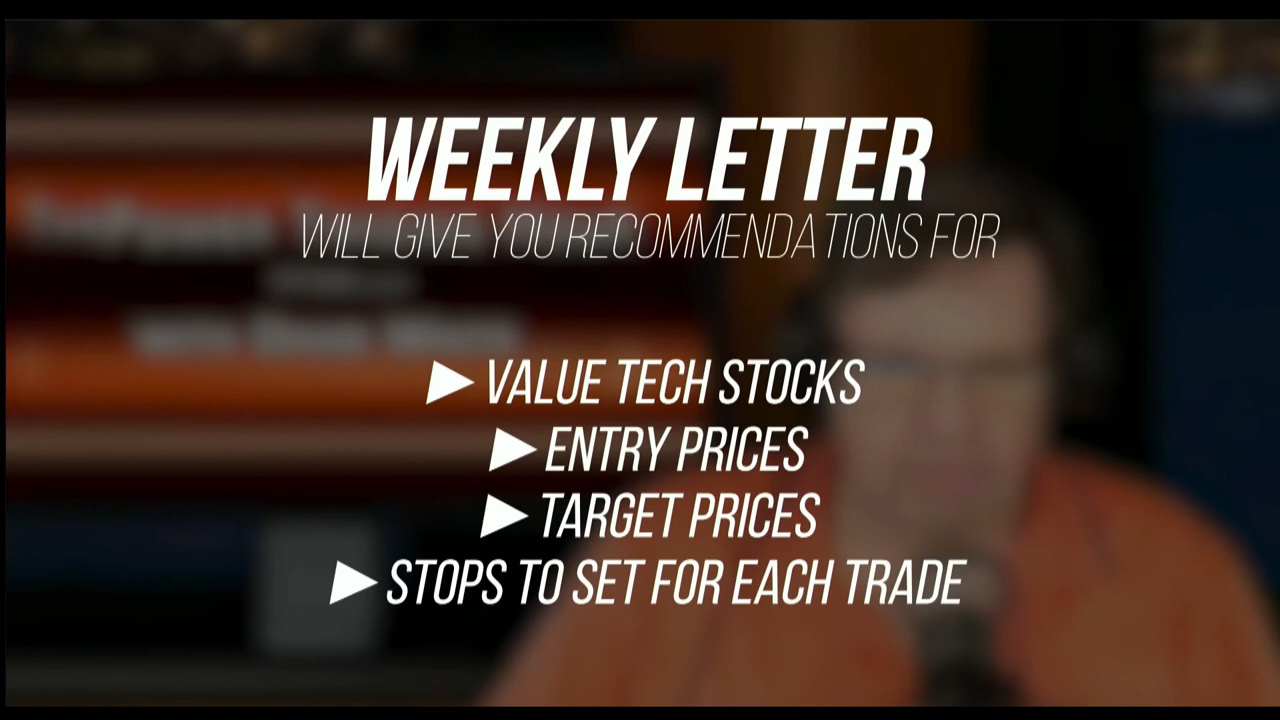 WEEKLY LETTER
WILL GIVE YOU RECOMMENDATIONS FOR
▶ VALUE TECH STOCKS
▶ ENTRY PRICES
▶ TARGET PRICES
▶ STOPS TO SET FOR EACH TRADE